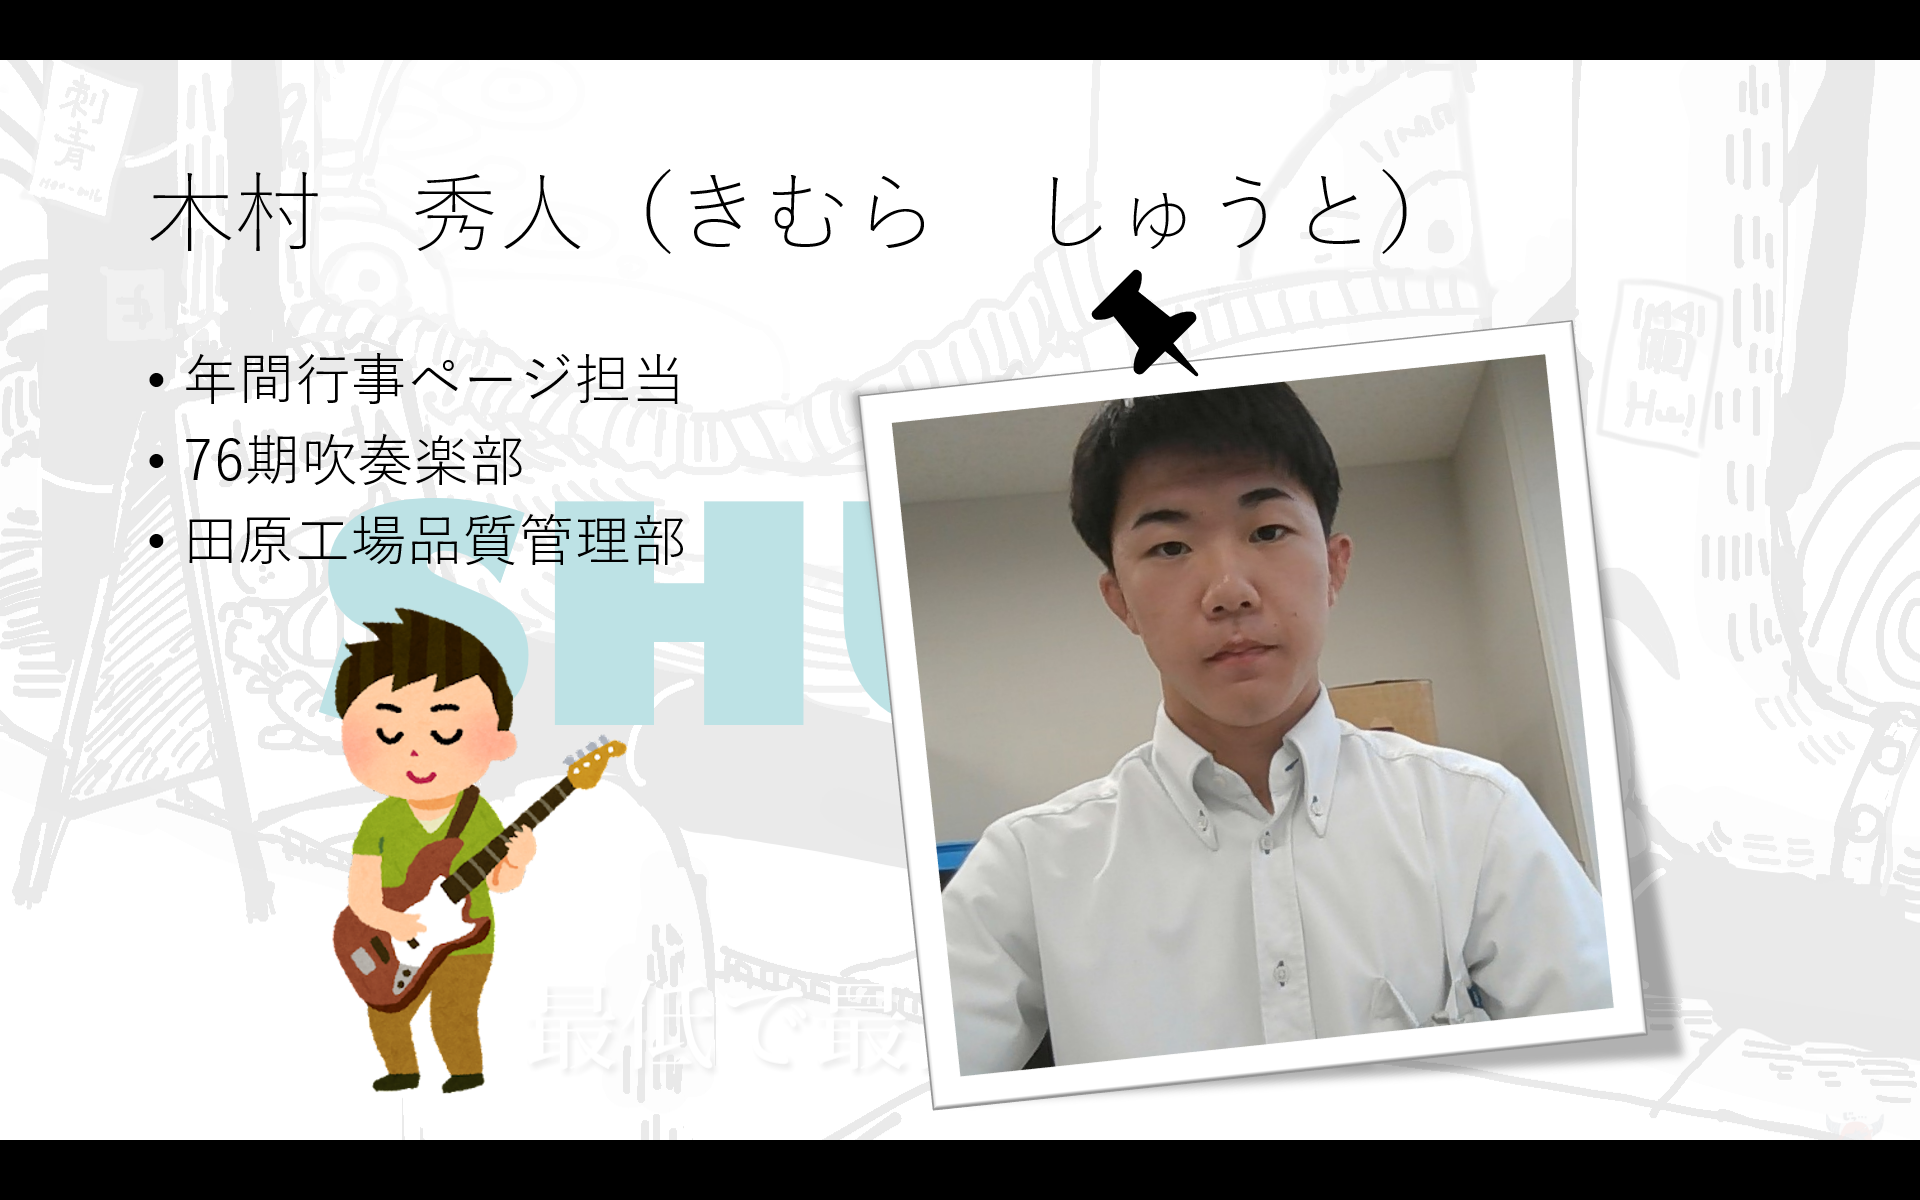 刺青
木村　秀人（きむら　しゅうと）
• 年間行事ページ担当
• 76期吹奏楽部
• 田原工場品質管理部
SHU
最低で最